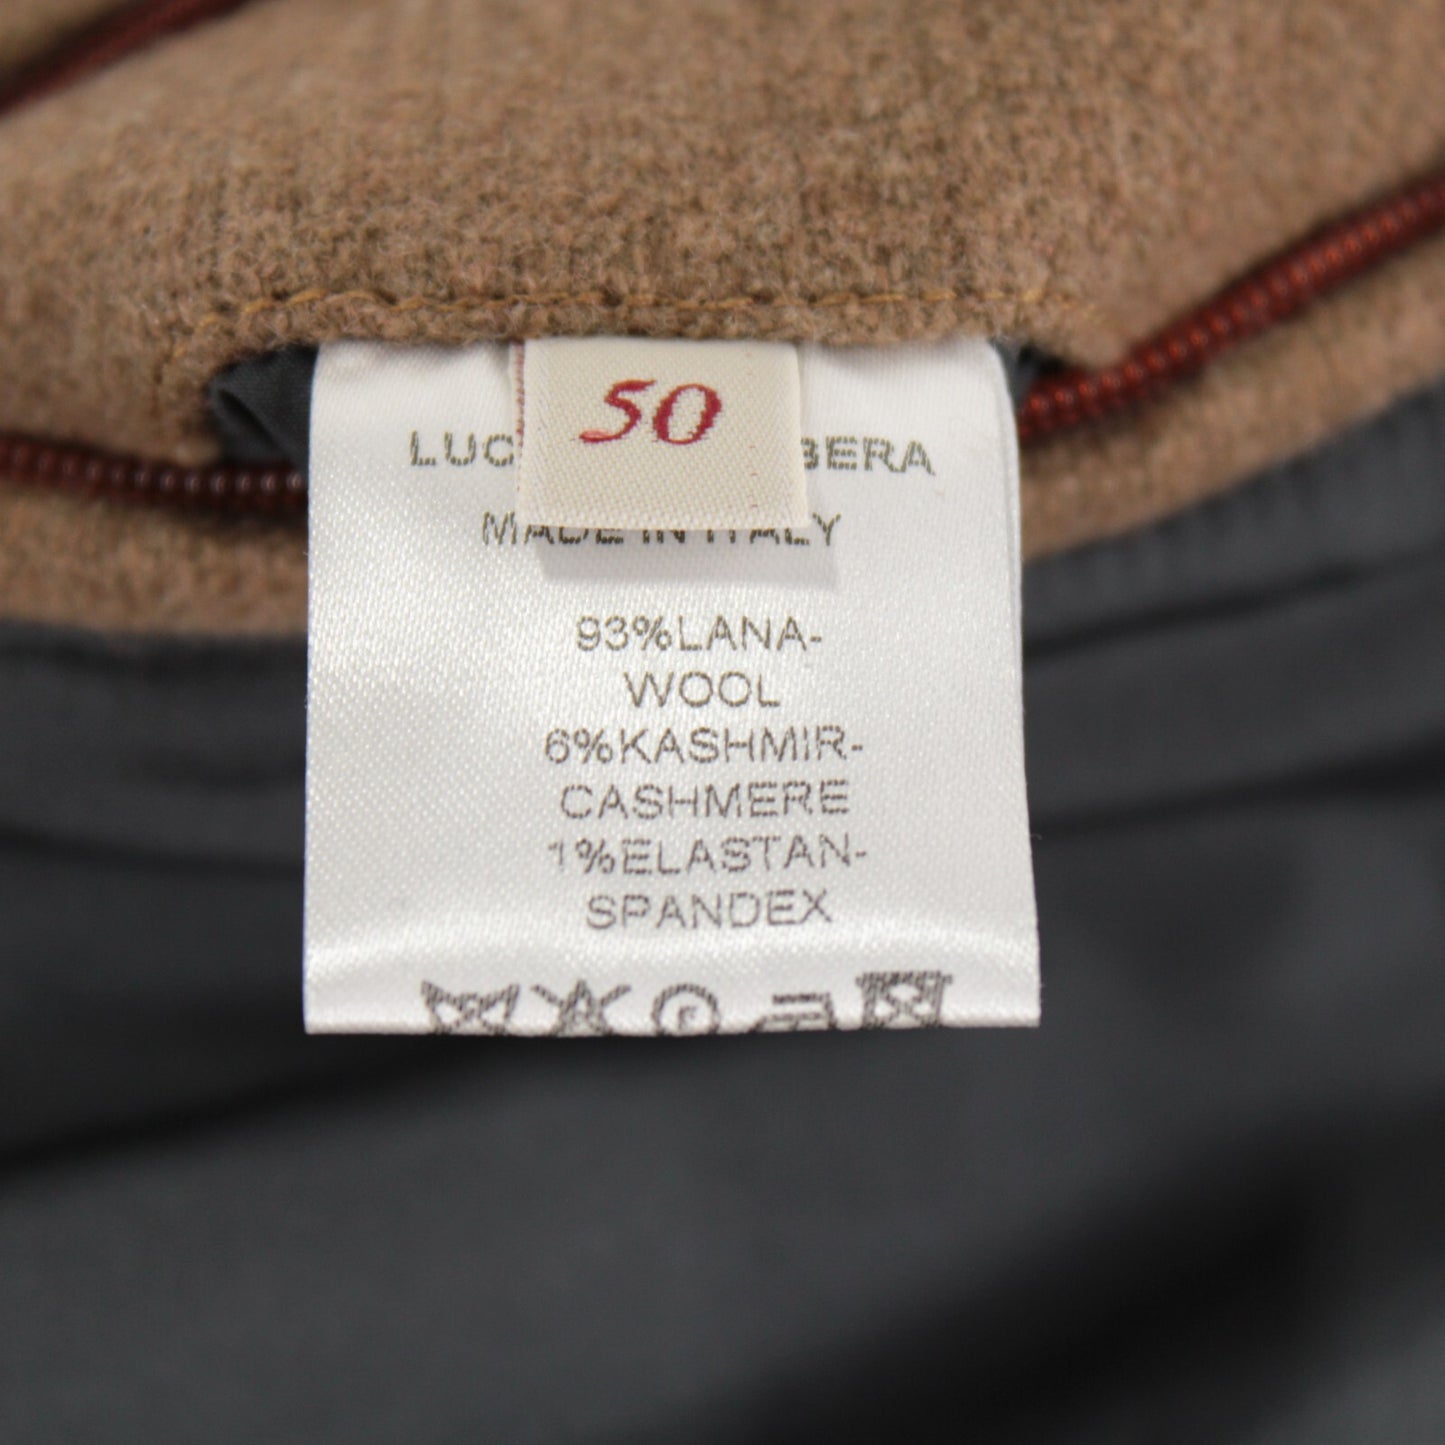 50
MADE IN ITALY
93%LANA-
WOOL
6%KASHMIR-
CASHMERE
1%ELASTAN-
SPANDEX